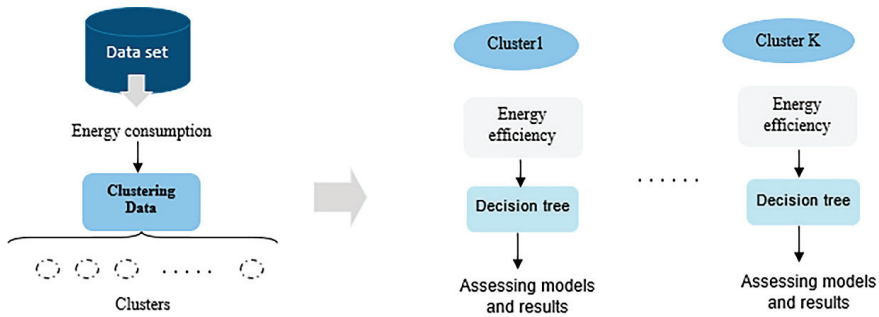 Data set
Energy consumption
Clustering
Data
. . . . .
Clusters
Cluster1
Energy
efficiency
Decision tree
Assessing models
and results
. . . . . .
Cluster K
Energy
efficiency
Decision tree
Assessing models
and results